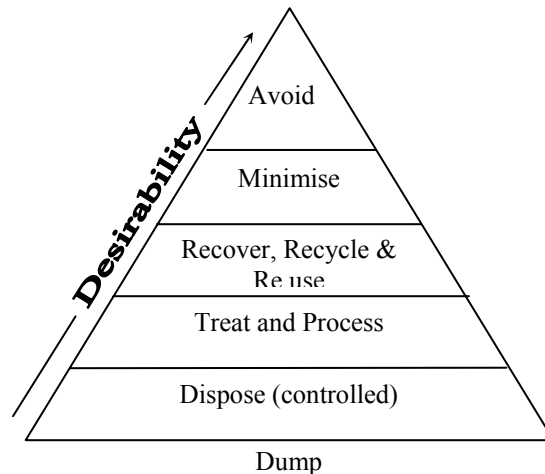 Desirability
Avoid
Minimise
Recover, Recycle &
Re use
Treat and Process
Dispose (controlled)
Dump